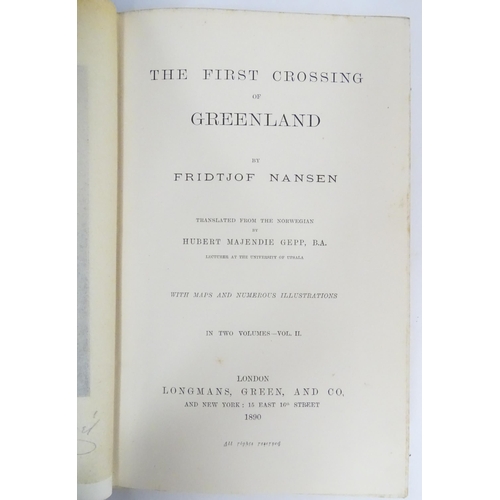 THE FIRST CROSSING
OF
GREENLAND
BY
FRIDTJOF NANSEN
TRANSLATED FROM THE NORWEGIAN
BY
HUBERT MAJENDIE GEPP, B.A.
LECTURER AT THE UNIVERSITY OF UPSALA
WITH MAPS AND NUMEROUS ILLUSTRATIONS
IN TWO VOLUMES—VOL. II.
LONDON
LONGMANS, GREEN, AND CO.
AND NEW YORK : 15 EAST 16th STREET
1890
All rights reserved